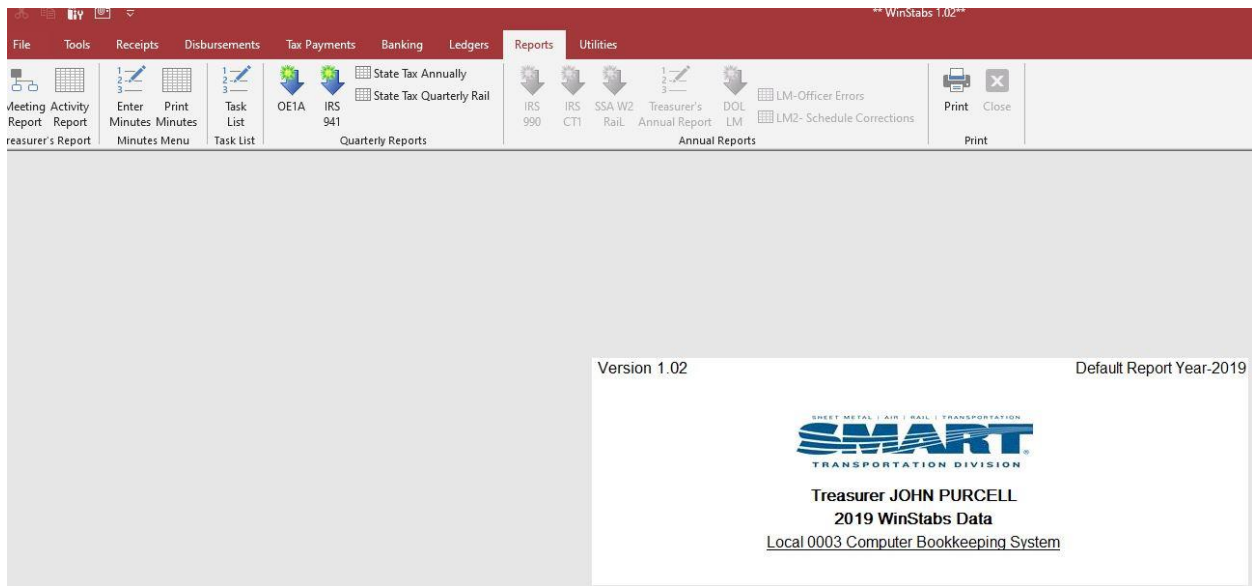 ** WinStabs 1.02**
File Tools Receipts Disbursements Tax Payments Banking Ledgers Reports Utilities
Meeting Report
Activity Report
reasurer's Report
Enter Minutes
Print Minutes
Minutes Menu
Task List
Task List
OE1A
IRS 941
State Tax Annually
State Tax Quarterly Rail
Quarterly Reports
IRS 990
IRS CT1
SSA W2 RaiL
Treasurer's Annual Report
DOL LM
LM-Officer Errors
LM2- Schedule Corrections
Annual Reports
Print
Close
Print
Version 1.02 Default Report Year-2019
SHEET METAL | AIR | RAIL | TRANSPORTATION
SMART
TRANSPORTATION DIVISION
Treasurer JOHN PURCELL
2019 WinStabs Data
Local 0003 Computer Bookkeeping System